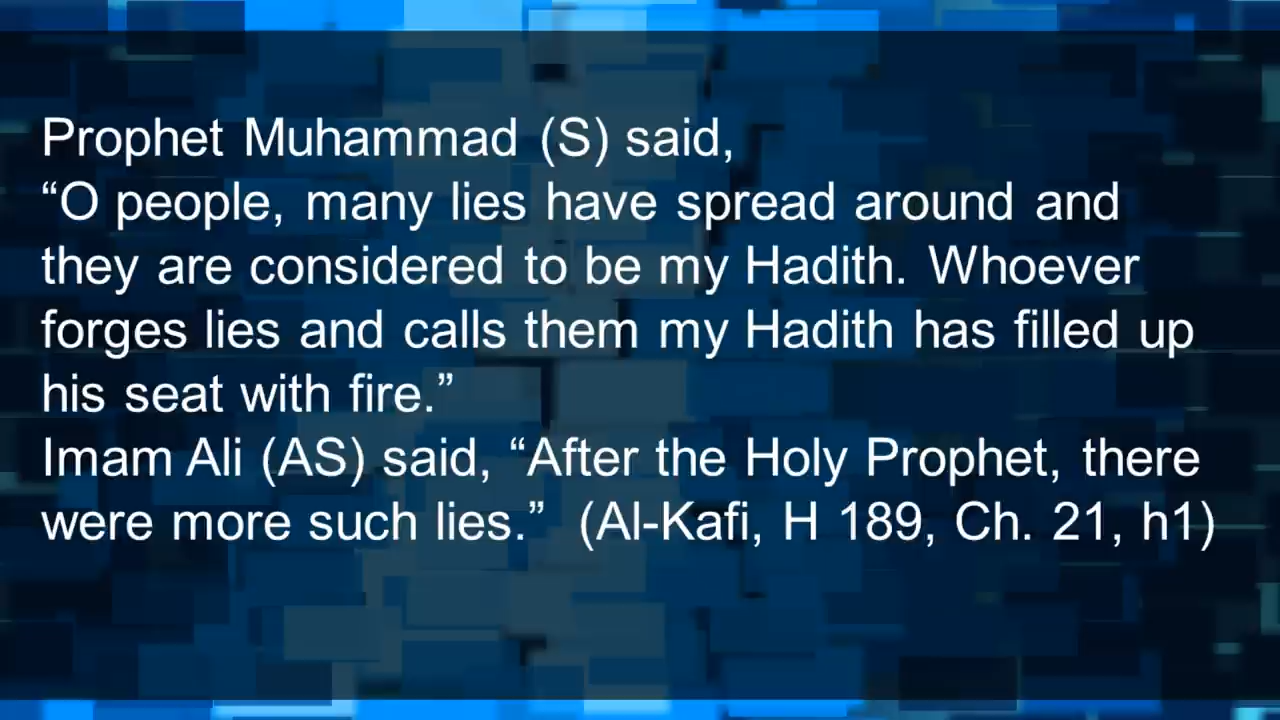 Prophet Muhammad (S) said,
“O people, many lies have spread around and
they are considered to be my Hadith. Whoever
forges lies and calls them my Hadith has filled up
his seat with fire.”
Imam Ali (AS) said, “After the Holy Prophet, there
were more such lies.” (Al-Kafi, H 189, Ch. 21, h1)